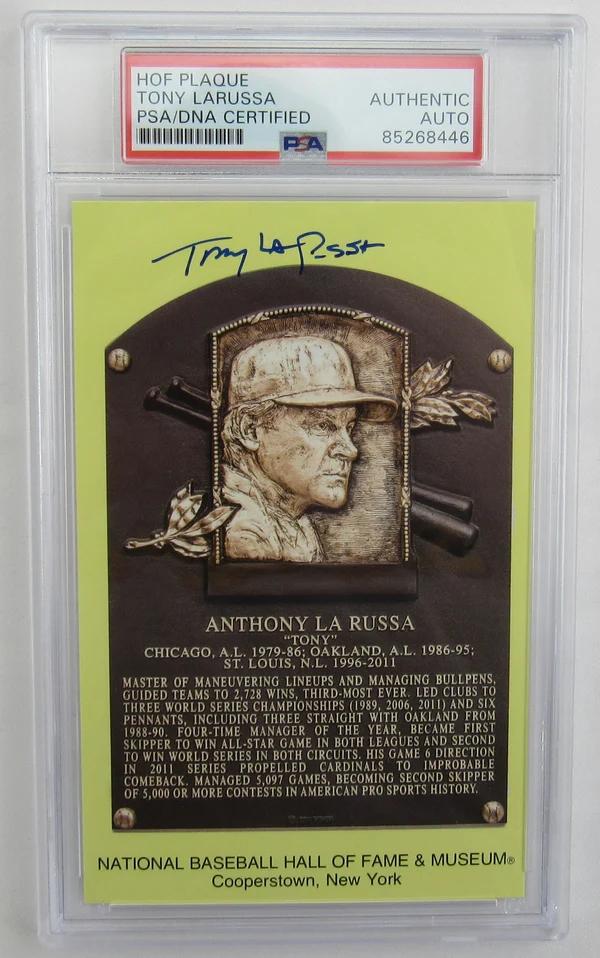 HOF PLAQUE
TONY LARUSSA
PSA/DNA CERTIFIED
AUTHENTIC
AUTO
85268446
PSA
Tony La Russa
ANTHONY LA RUSSA
"TONY"
CHICAGO, A.L. 1979-86; OAKLAND, A.L. 1986-95;
ST. LOUIS, N.L. 1996-2011
MASTER OF MANEUVERING LINEUPS AND MANAGING BULLPENS,
GUIDED TEAMS TO 2,728 WINS, THIRD-MOST EVER. LED CLUBS TO
THREE WORLD SERIES CHAMPIONSHIPS (1989, 2006, 2011) AND SIX
PENNANTS, INCLUDING THREE STRAIGHT WITH OAKLAND FROM
1988-90. FOUR-TIME MANAGER OF THE YEAR, BECAME FIRST
SKIPPER TO WIN ALL-STAR GAME IN BOTH LEAGUES AND SECOND
TO WIN WORLD SERIES IN BOTH CIRCUITS. HIS GAME 6 DIRECTION
IN 2011 SERIES PROPELLED CARDINALS TO IMPROBABLE
COMEBACK. MANAGED 5,097 GAMES, BECOMING SECOND SKIPPER
OF 5,000 OR MORE CONTESTS IN AMERICAN PRO SPORTS HISTORY.
NATIONAL BASEBALL HALL OF FAME & MUSEUM®
Cooperstown, New York